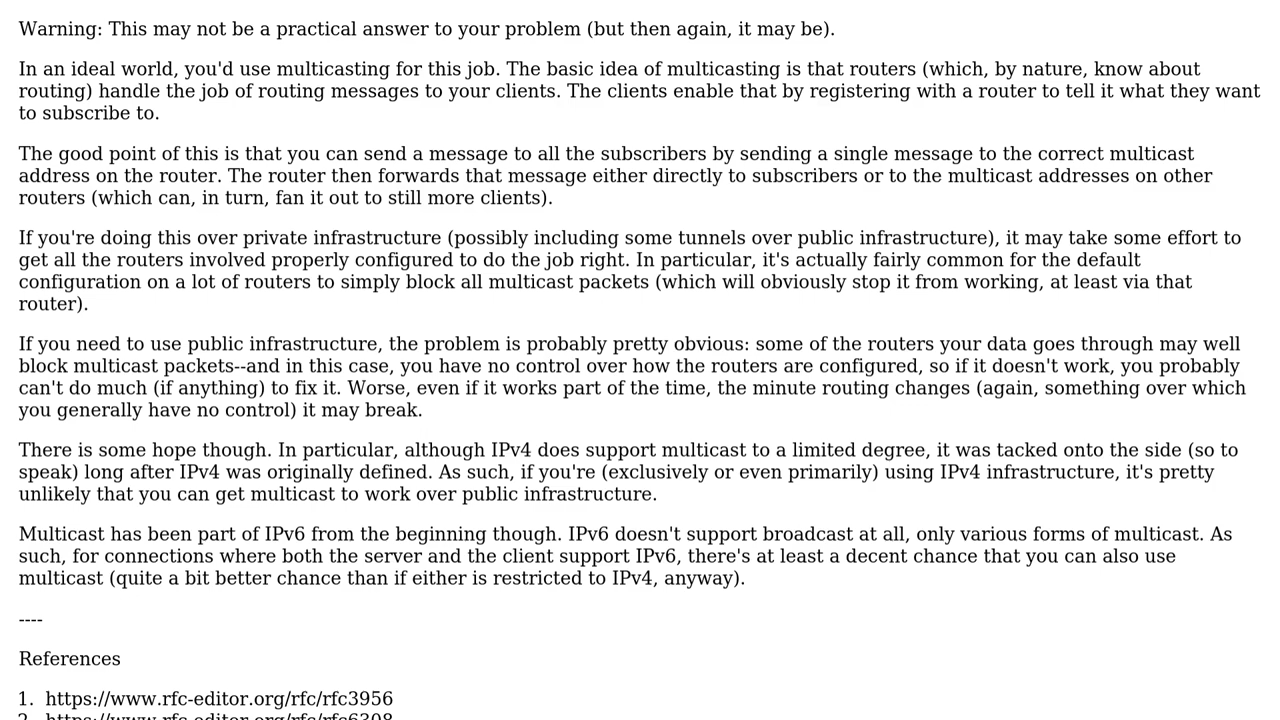 Warning: This may not be a practical answer to your problem (but then again, it may be).
In an ideal world, you'd use multicasting for this job. The basic idea of multicasting is that routers (which, by nature, know about
routing) handle the job of routing messages to your clients. The clients enable that by registering with a router to tell it what they want
to subscribe to.
The good point of this is that you can send a message to all the subscribers by sending a single message to the correct multicast
address on the router. The router then forwards that message either directly to subscribers or to the multicast addresses on other
routers (which can, in turn, fan it out to still more clients).
If you're doing this over private infrastructure (possibly including some tunnels over public infrastructure), it may take some effort to
get all the routers involved properly configured to do the job right. In particular, it's actually fairly common for the default
configuration on a lot of routers to simply block all multicast packets (which will obviously stop it from working, at least via that
router).
If you need to use public infrastructure, the problem is probably pretty obvious: some of the routers your data goes through may well
block multicast packets--and in this case, you have no control over how the routers are configured, so if it doesn't work, you probably
can't do much (if anything) to fix it. Worse, even if it works part of the time, the minute routing changes (again, something over which
you generally have no control) it may break.
There is some hope though. In particular, although IPv4 does support multicast to a limited degree, it was tacked onto the side (so to
speak) long after IPv4 was originally defined. As such, if you're (exclusively or even primarily) using IPv4 infrastructure, it's pretty
unlikely that you can get multicast to work over public infrastructure.
Multicast has been part of IPv6 from the beginning though. IPv6 doesn't support broadcast at all, only various forms of multicast. As
such, for connections where both the server and the client support IPv6, there's at least a decent chance that you can also use
multicast (quite a bit better chance than if either is restricted to IPv4, anyway).
----
References
1. https://www.rfc-editor.org/rfc/rfc3956
2. https://www.rfc-editor.org/rfc/rfc6308